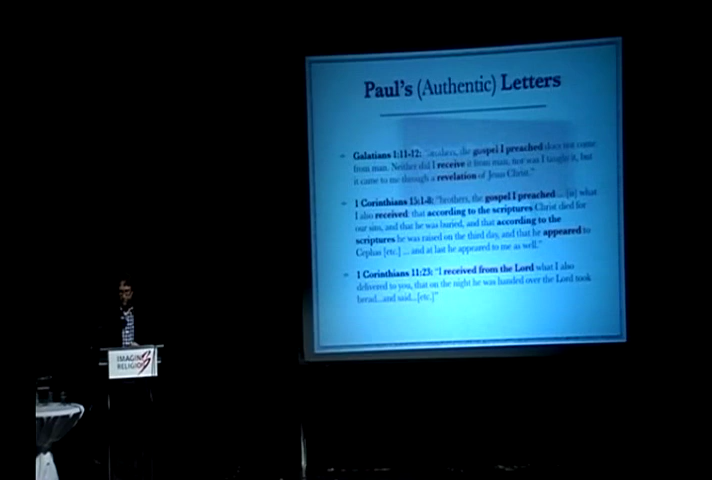 Paul's (Authentic) Letters
Galatians 1:11-12: "brothers, the gospel I preached does not come
from man. Neither did I receive it from man, nor was I taught it, but
it came to me through a revelation of Jesus Christ."
1 Corinthians 15:1-8: "brothers, the gospel I preached ... [is] what
I also received: that according to the scriptures Christ died for
our sins, and that he was buried, and that according to the
scriptures he was raised on the third day, and that he appeared to
Cephas [etc.] ... and at last he appeared to me as well."
1 Corinthians 11:23: "I received from the Lord what I also
delivered to you, that on the night he was handed over the Lord took
bread...and said...[etc.]"
IMAGINE
RELIGION